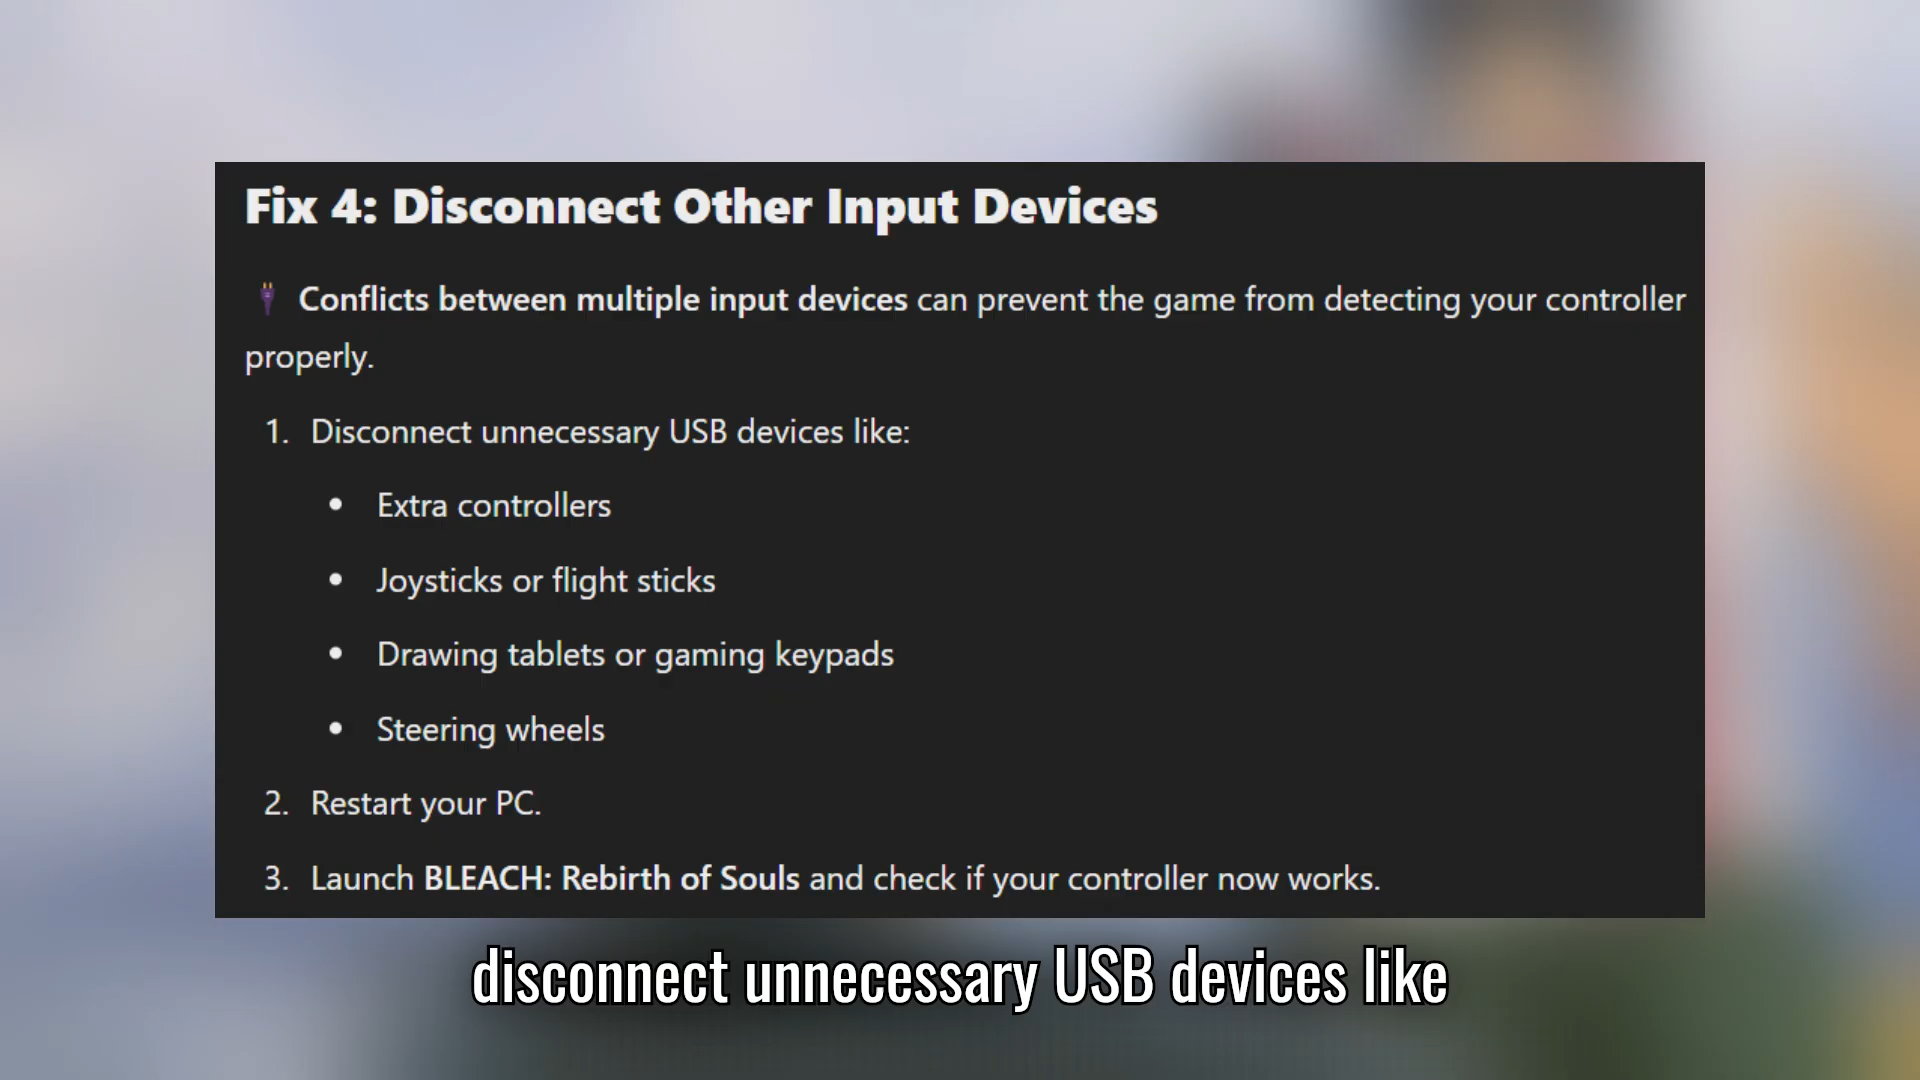 Fix 4: Disconnect Other Input Devices
Conflicts between multiple input devices can prevent the game from detecting your controller
properly.
1. Disconnect unnecessary USB devices like:
• Extra controllers
• Joysticks or flight sticks
• Drawing tablets or gaming keypads
• Steering wheels
2. Restart your PC.
3. Launch BLEACH: Rebirth of Souls and check if your controller now works.
disconnect unnecessary USB devices like